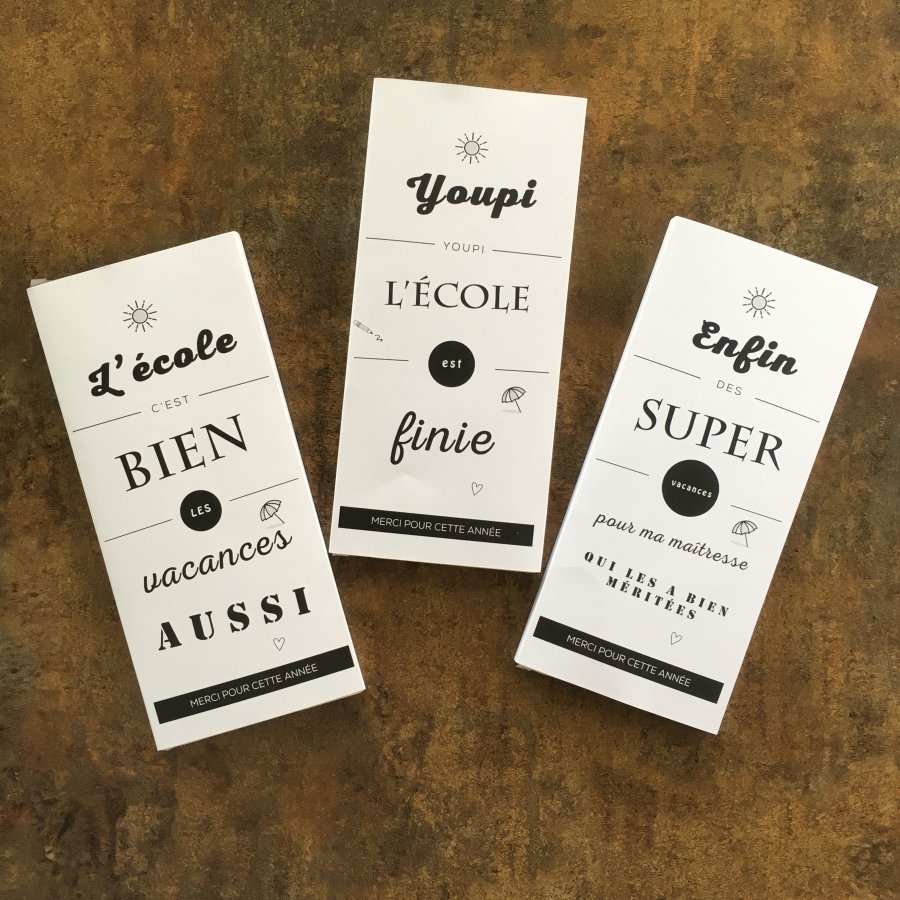 L'école
C'EST
BIEN
LES
vacances
AUSSI
MERCI POUR CETTE ANNÉE
Youpi
YOUPI
L'ÉCOLE
est
finie
MERCI POUR CETTE ANNÉE
Enfin
DES
SUPER
vacances
pour ma maîtresse
QUI LES A BIEN
MÉRITÉES
MERCI POUR CETTE ANNÉE